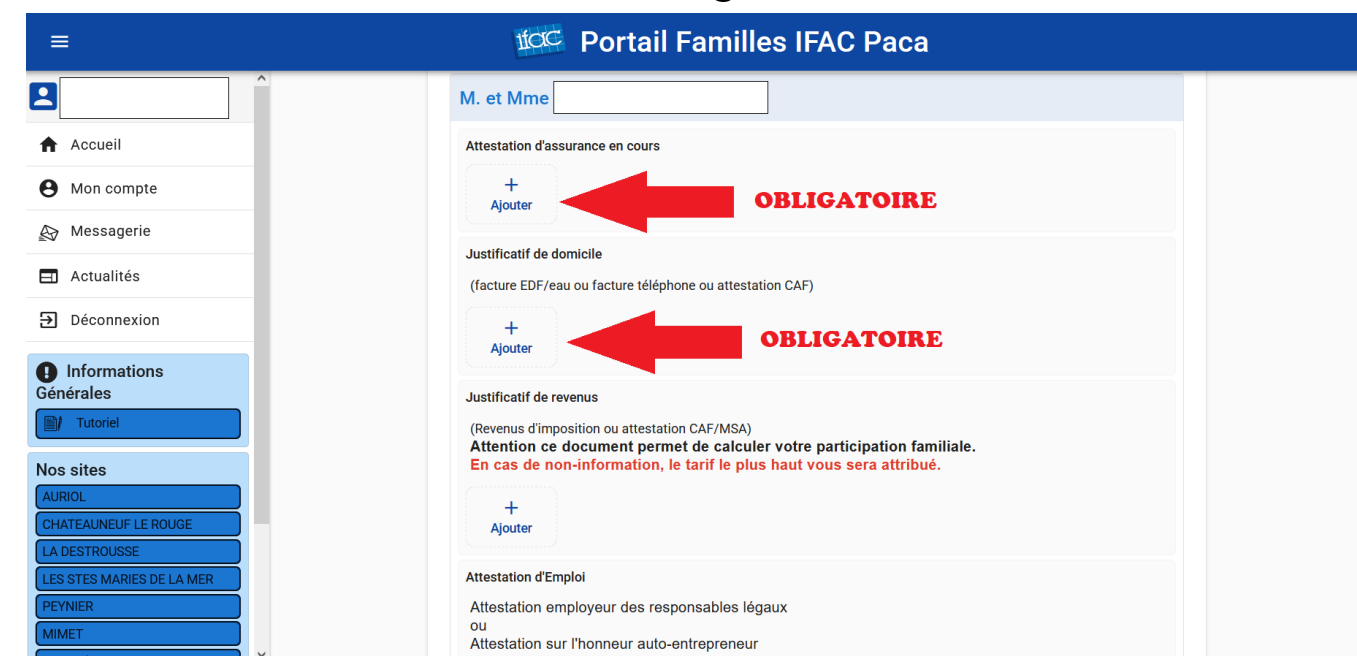 ifac Portail Familles IFAC Paca
Accueil
Mon compte
Messagerie
Actualités
Déconnexion
Informations
Générales
Tutoriel
Nos sites
AURIOL
CHATEAUNEUF LE ROUGE
LA DESTROUSSE
LES STES MARIES DE LA MER
PEYNIER
MIMET
M. et Mme
Attestation d'assurance en cours
+
Ajouter
OBLIGATOIRE
Justificatif de domicile
(facture EDF/eau ou facture téléphone ou attestation CAF)
+
Ajouter
OBLIGATOIRE
Justificatif de revenus
(Revenus d'imposition ou attestation CAF/MSA)
Attention ce document permet de calculer votre participation familiale.
En cas de non-information, le tarif le plus haut vous sera attribué.
+
Ajouter
Attestation d'Emploi
Attestation employeur des responsables légaux
ou
Attestation sur l'honneur auto-entrepreneur